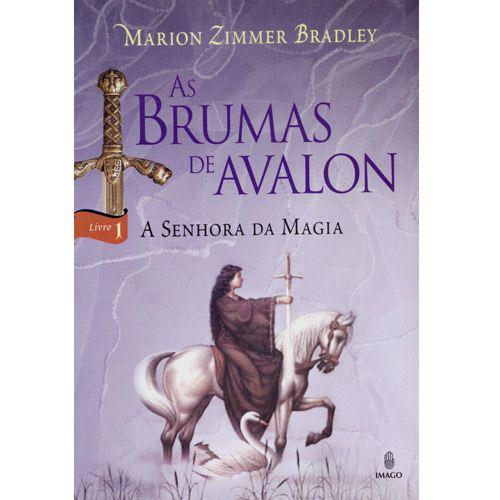 MARION ZIMMER BRADLEY
AS
BRUMAS
DE AVALON
Livro 1
A SENHORA DA MAGIA
IMAGO